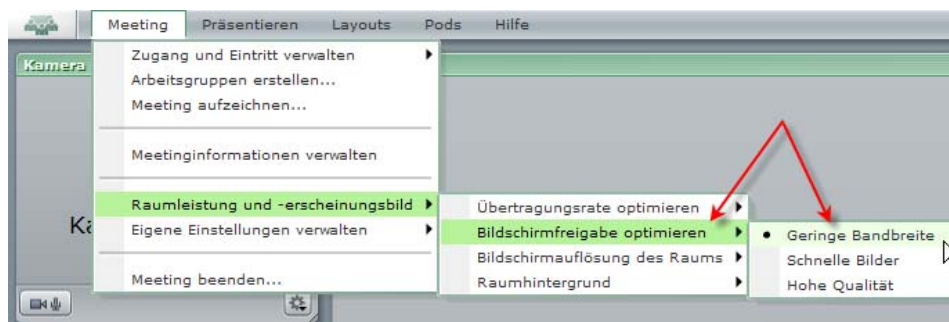 Meeting Präsentieren Layouts Pods Hilfe
Kamera
Zugang und Eintritt verwalten
Arbeitsgruppen erstellen...
Meeting aufzeichnen...
Meetinginformationen verwalten
Raumleistung und -erscheinungsbild
Eigene Einstellungen verwalten
Meeting beenden...
Ka
Übertragungsrate optimieren
Bildschirmfreigabe optimieren
Bildschirmauflösung des Raums
Raumhintergrund
Geringe Bandbreite
Schnelle Bilder
Hohe Qualität